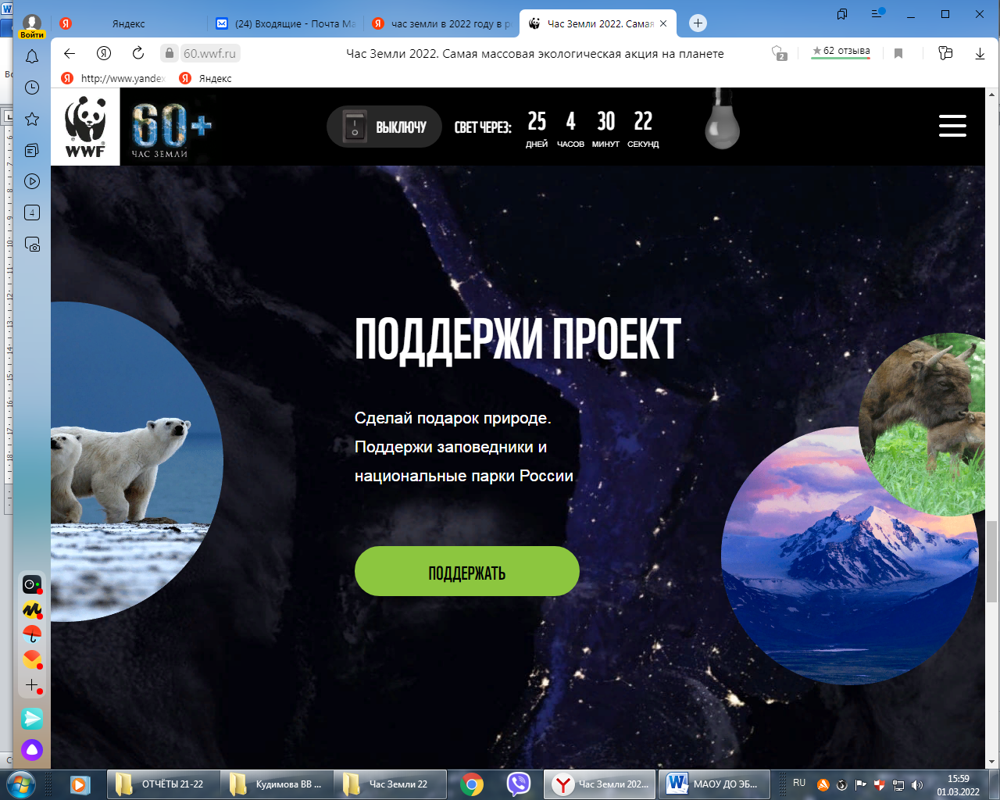 Яндекс
(24) Входящие - Почта Ма
час земли в 2022 году в р
Час Земли 2022. Самая
Войти
60.wwf.ru
Час Земли 2022. Самая массовая экологическая акция на планете
2
62 отзыва
http://www.yandex
Яндекс
WWF
60+
ЧАС ЗЕМЛИ
ВЫКЛЮЧУ
СВЕТ ЧЕРЕЗ:
25 4 30 22
ДНЕЙ ЧАСОВ МИНУТ СЕКУНД
4
ПОДДЕРЖИ ПРОЕКТ
Сделай подарок природе.
Поддержи заповедники и
национальные парки России
ПОДДЕРЖАТЬ
ОТЧЁТЫ 21-22
Кудимова ВВ ...
Час Земли 22
Час Земли 202...
МАОУ ДО ЭБ...
RU
15:59
01.03.2022